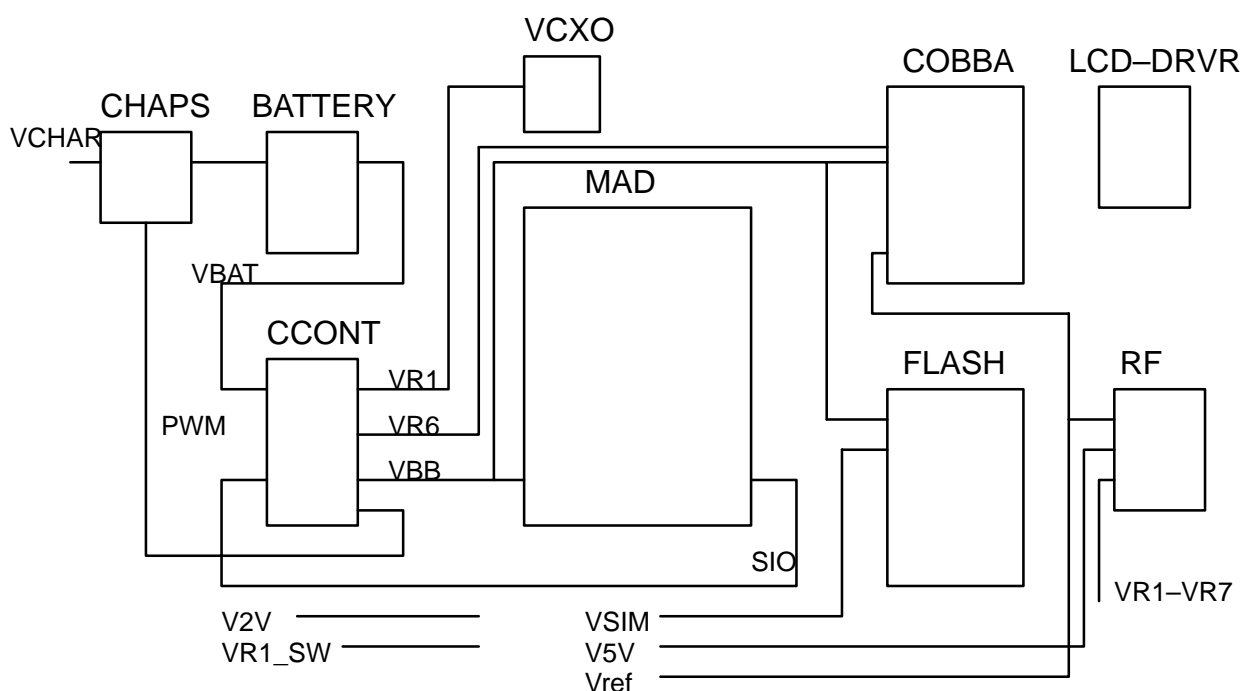 VCXO
COBBA
LCD–DRVR
CHAPS
BATTERY
VCHAR
MAD
VBAT
CCONT
FLASH
RF
VR1
PWM
VR6
VBB
SIO
VR1–VR7
V2V
VSIM
VR1_SW
V5V
Vref